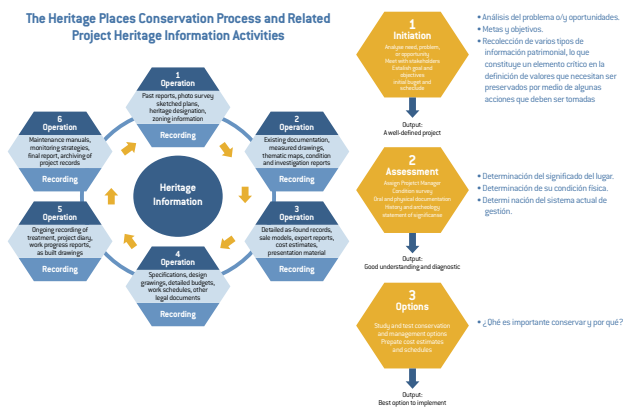 The Heritage Places Conservation Process and Related
Project Heritage Information Activities
1
Operation
Past reports, photo survey
sketched plans,
heritage designation,
zoning information
Recording
2
Operation
Existing documentation,
measured drawings,
thematic maps, condition
and investigation reports
Recording
3
Operation
Detailed as-found records,
sale models, expert reports,
cost estimates,
presentation material
Recording
4
Operation
Specifications, design
grawings, detailed budgets,
work schedules, other
legal documents
Recording
5
Operation
Ongoing recording of
treatment, project diary,
work progress reports,
as built drawings
Recording
6
Operation
Maintenance manuals,
monitoring strategies,
final report, archiving of
project records
Recording
Heritage
Information
1
Initiation
Analyse need, problem,
or opportunity
Meet with stakeholders
Establish goal and
objectives
initial buget and
schedule
Output:
A well-defined project
• Análisis del problema o/y oportunidades.
• Metas y objetivos.
• Recolección de varios tipos de
información patrimonial, lo que
constituye un elemento crítico en la
definición de valores que necesitan ser
preservados por medio de algunas
acciones que deben ser tomadas
2
Assessment
Assign Project Manager
Condition survey
Oral and physical documentation
History and archeology
statement of significance
Output:
Good understanding and diagnostic
• Determinación del significado del lugar.
• Determinación de su condición física.
• Determi nación del sistema actual de
gestión.
3
Options
Study and test conservation
and management options
Prepate cost estimates
and schedules
Output:
Best option to implement
• ¿Qhé es importante conservar y por qué?